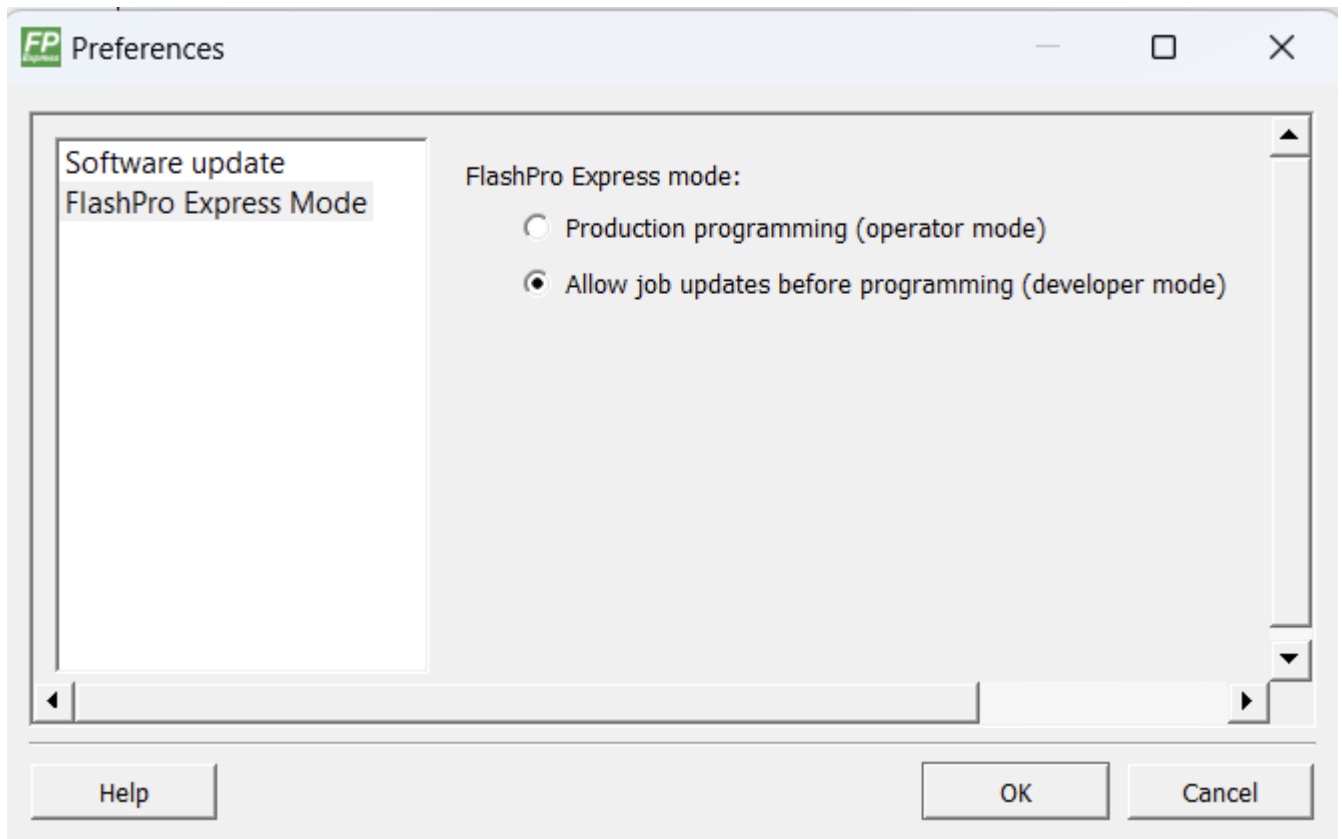 FP
Express
Preferences
Software update
FlashPro Express Mode
FlashPro Express mode:
Production programming (operator mode)
Allow job updates before programming (developer mode)
Help
OK
Cancel